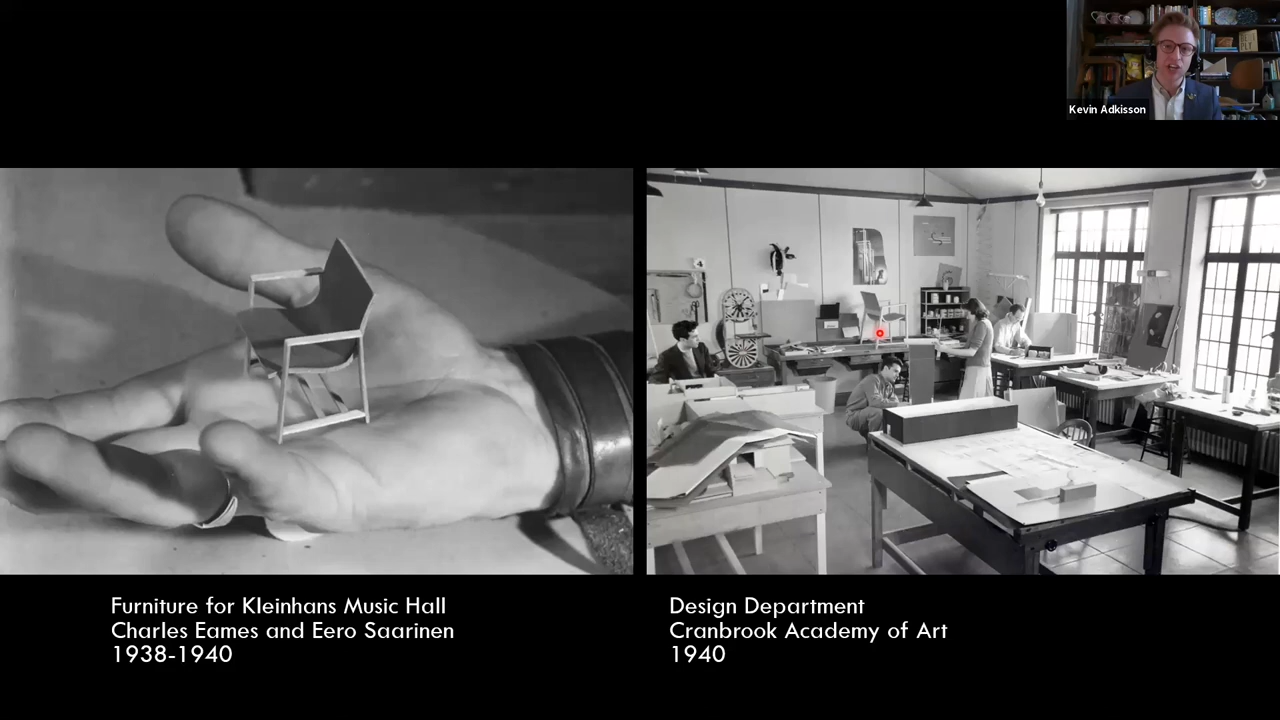 Kevin Adkisson
Furniture for Kleinhans Music Hall
Charles Eames and Eero Saarinen
1938-1940
Design Department
Cranbrook Academy of Art
1940